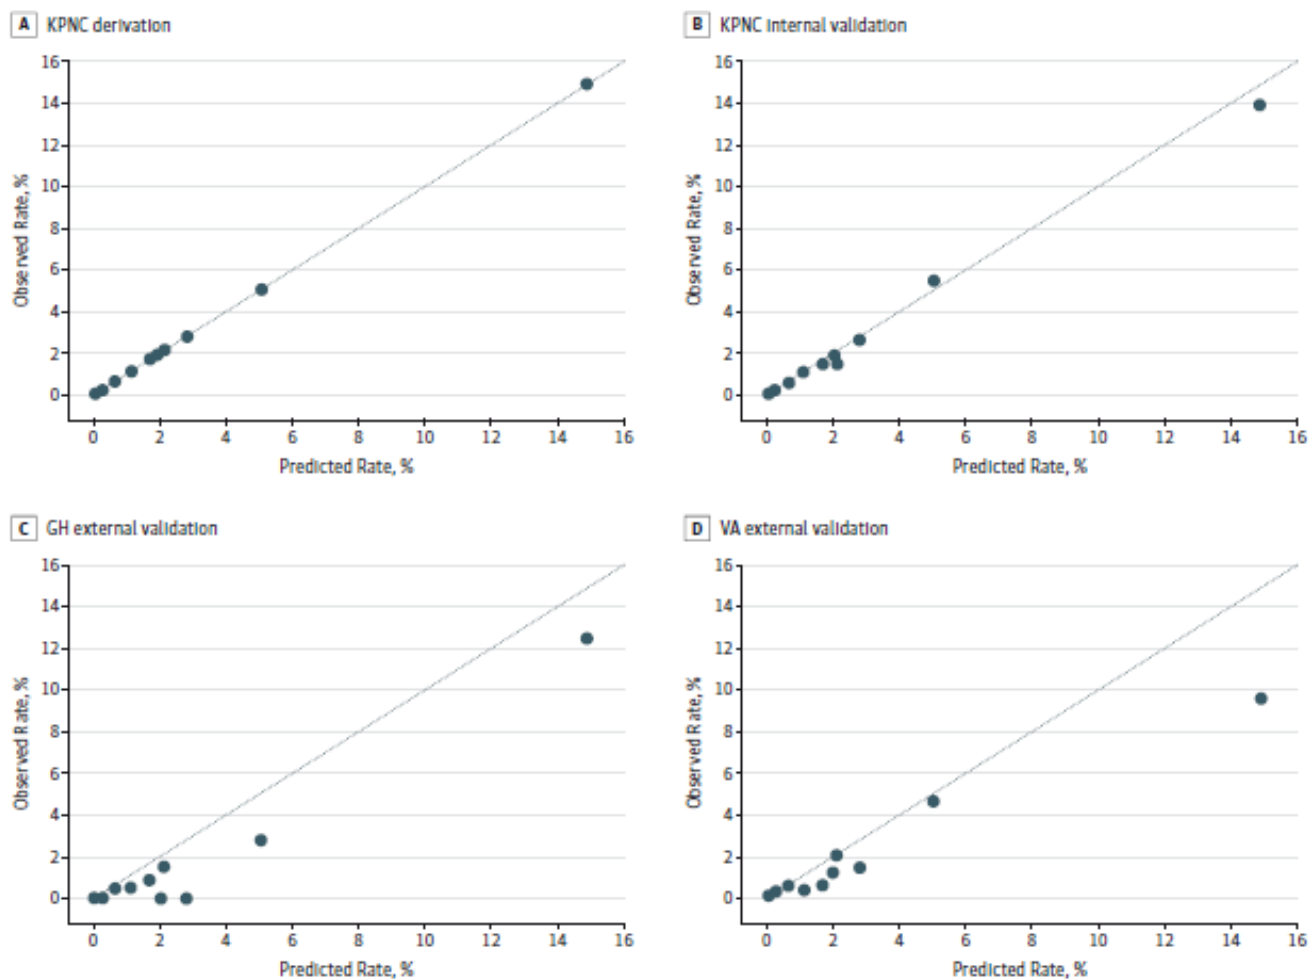 A KPNC derivation
16
14
12
10
8
6
4
2
0
Observed Rate, %
0 2 4 6 8 10 12 14 16
Predicted Rate, %
B KPNC internal validation
16
14
12
10
8
6
4
2
0
Observed Rate, %
0 2 4 6 8 10 12 14 16
Predicted Rate, %
C GH external validation
16
14
12
10
8
6
4
2
0
Observed Rate, %
0 2 4 6 8 10 12 14 16
Predicted Rate, %
D VA external validation
16
14
12
10
8
6
4
2
0
Observed Rate, %
0 2 4 6 8 10 12 14 16
Predicted Rate, %